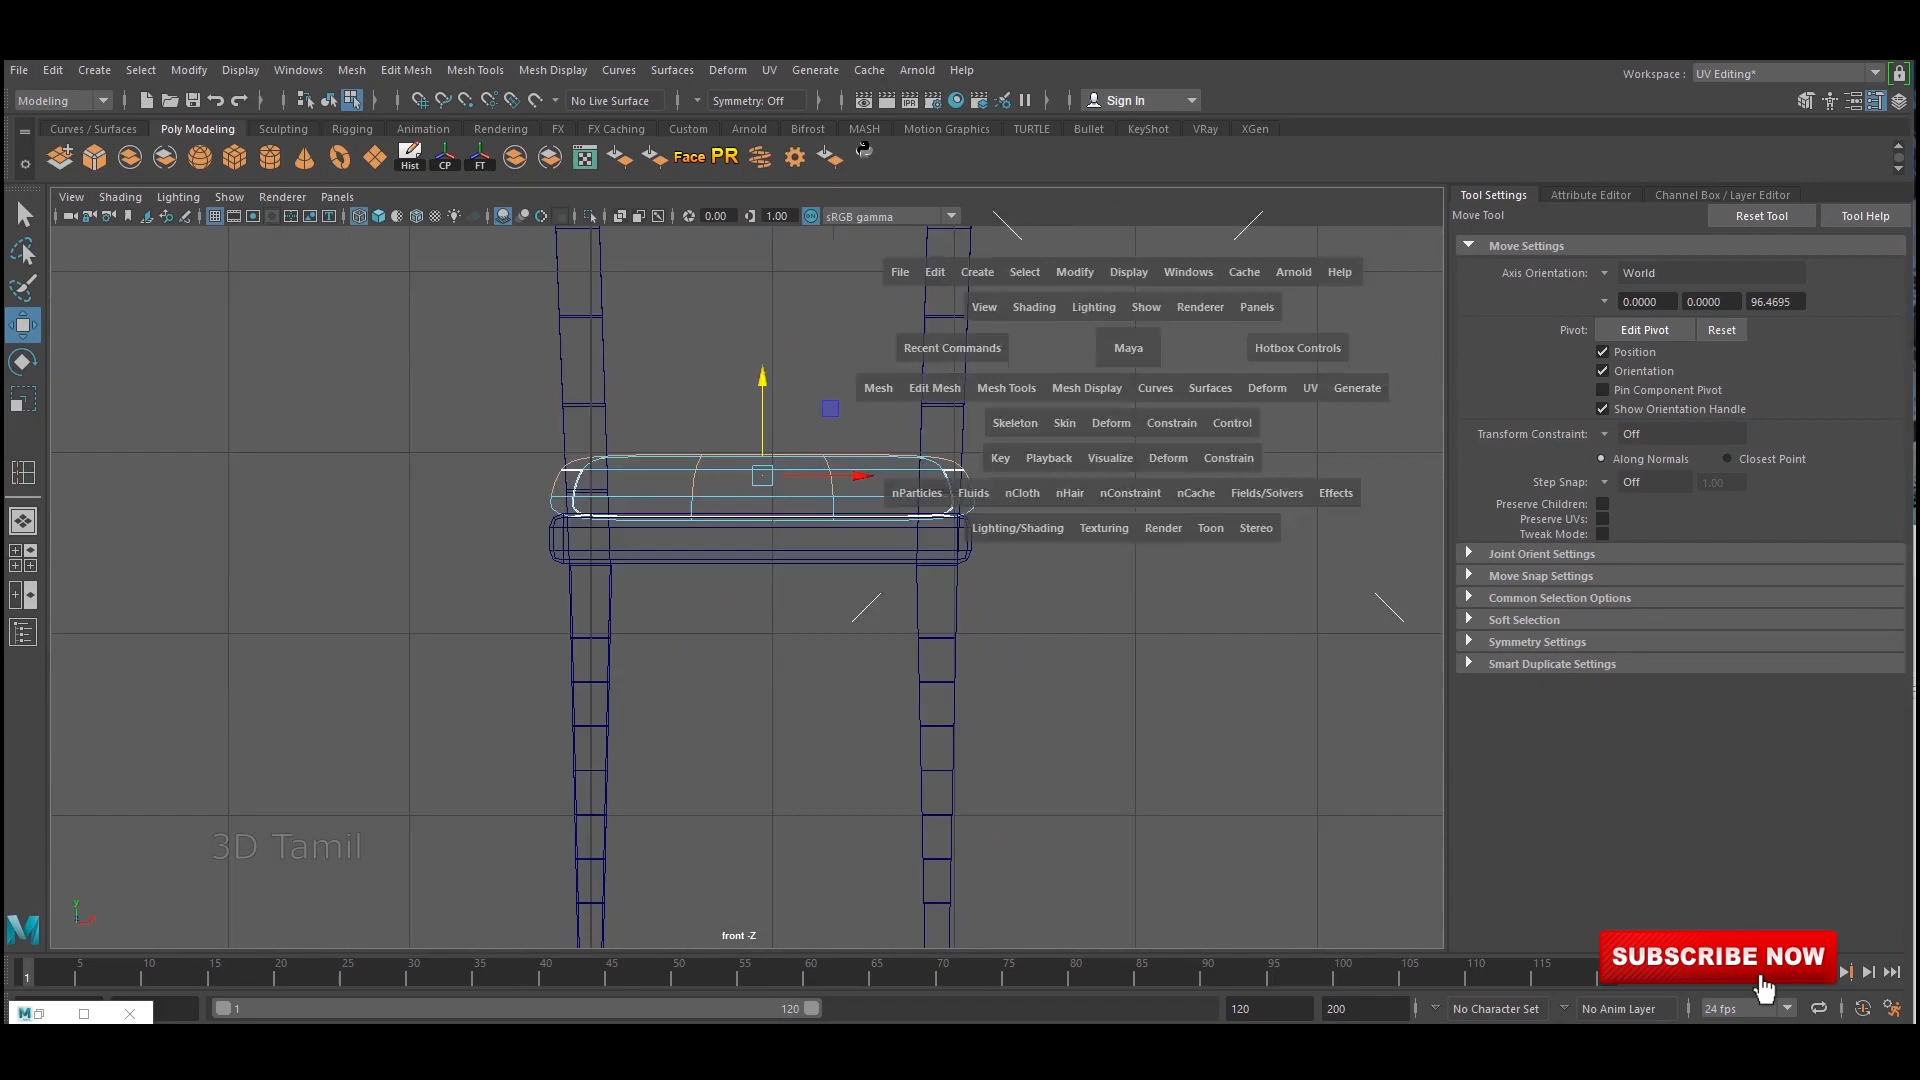 File Edit Create Select Modify Display Windows Mesh Edit Mesh Mesh Tools Mesh Display Curves Surfaces Deform UV Generate Cache Arnold Help
Workspace : UV Editing*
Modeling No Live Surface Symmetry: Off Sign In
Curves / Surfaces Poly Modeling Sculpting Rigging Animation Rendering FX FX Caching Custom Arnold Bifrost MASH Motion Graphics TURTLE Bullet KeyShot VRay XGen
IPR
Hist CP FT Face PR
View Shading Lighting Show Renderer Panels
0.00 1.00 ON sRGB gamma
Tool Settings Attribute Editor Channel Box / Layer Editor
Move Tool Reset Tool Tool Help
Move Settings
Axis Orientation: World
0.0000 0.0000 96.4695
Pivot: Edit Pivot Reset
Position
Orientation
Pin Component Pivot
Show Orientation Handle
Transform Constraint: Off
Along Normals Closest Point
Step Snap: Off 1.00
Preserve Children:
Preserve UVs:
Tweak Mode:
Joint Orient Settings
Move Snap Settings
Common Selection Options
Soft Selection
Symmetry Settings
Smart Duplicate Settings
File Edit Create Select Modify Display Windows Cache Arnold Help
View Shading Lighting Show Renderer Panels
Recent Commands Maya Hotbox Controls
Mesh Edit Mesh Mesh Tools Mesh Display Curves Surfaces Deform UV Generate
Skeleton Skin Deform Constrain Control
Key Playback Visualize Deform Constrain
nParticles Fluids nCloth nHair nConstraint nCache Fields/Solvers Effects
Lighting/Shading Texturing Render Toon Stereo
3D Tamil
y
front -Z
SUBSCRIBE NOW
1 5 10 15 20 25 30 35 40 45 50 55 60 65 70 75 80 85 90 95 100 105 110 115
1 120 120 200 No Character Set No Anim Layer 24 fps